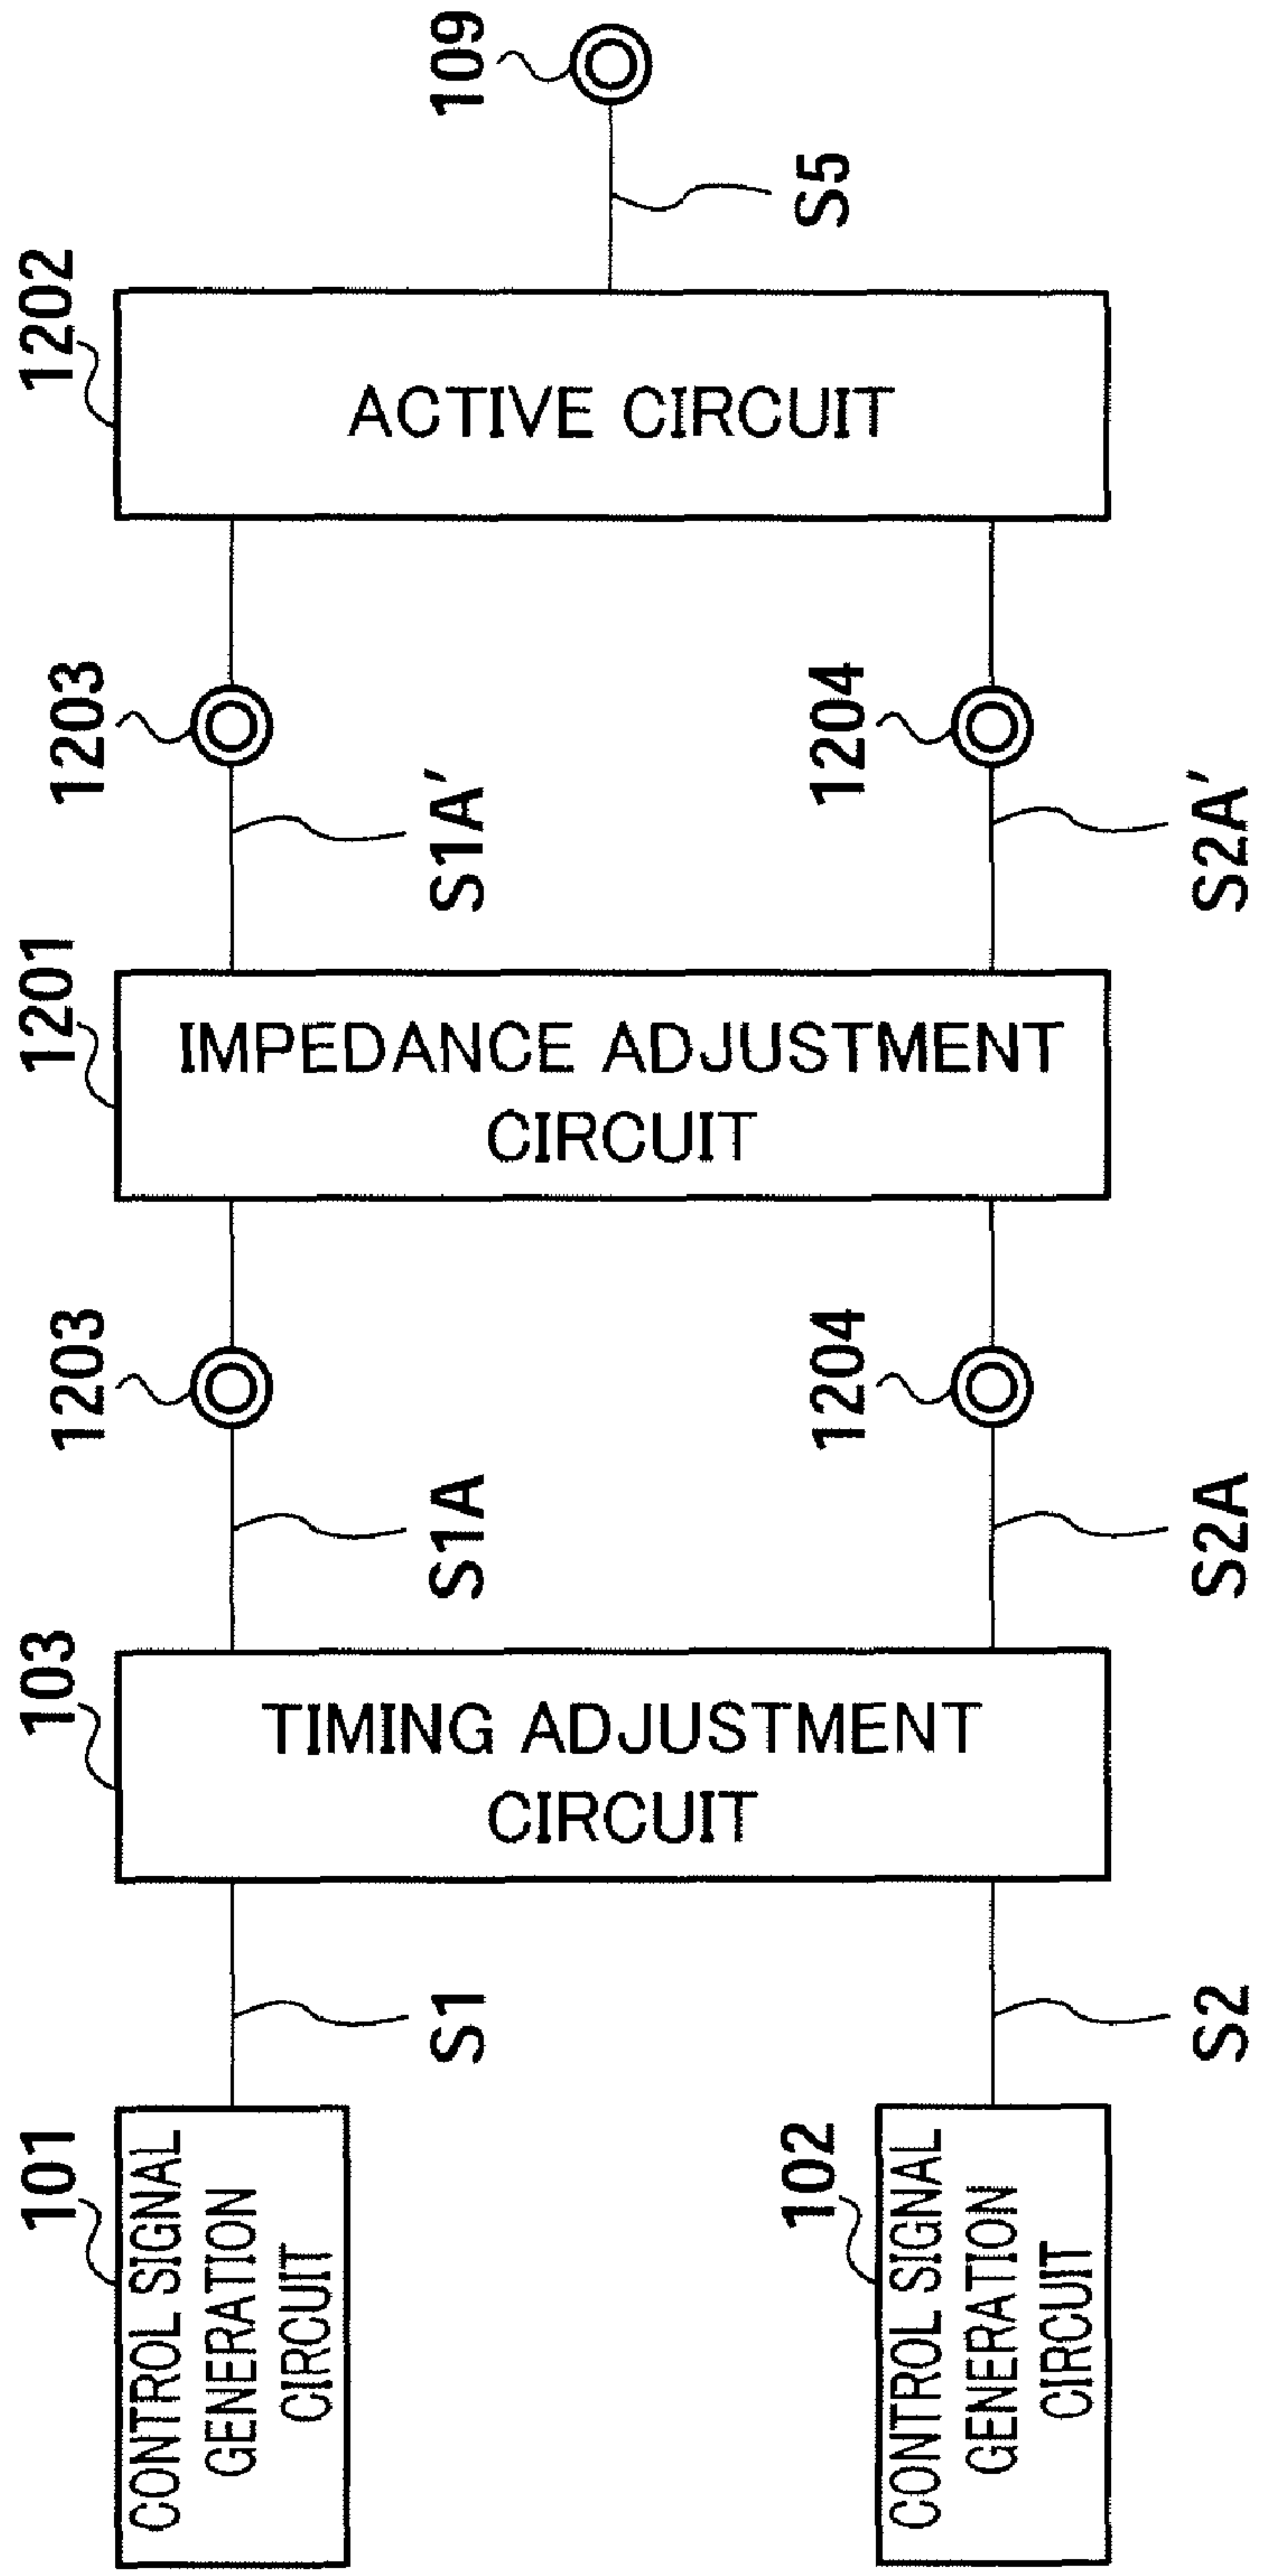 101
CONTROL SIGNAL
GENERATION
CIRCUIT
S1
102
CONTROL SIGNAL
GENERATION
CIRCUIT
S2
103
TIMING ADJUSTMENT
CIRCUIT
1203
S1A
1204
S2A
1201
IMPEDANCE ADJUSTMENT
CIRCUIT
1203
S1A′
1204
S2A′
1202
ACTIVE CIRCUIT
109
S5